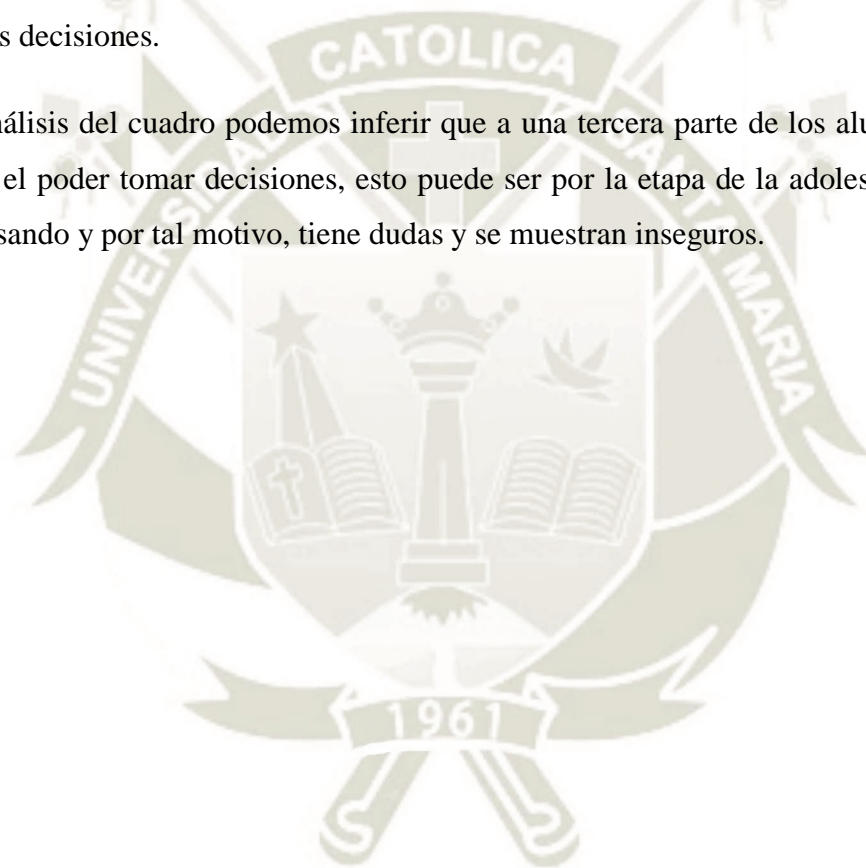 s decisiones.
nálisis del cuadro podemos inferir que a una tercera parte de los alu
el poder tomar decisiones, esto puede ser por la etapa de la adoles
sando y por tal motivo, tiene dudas y se muestran inseguros.
UNIVERSIDAD CATOLICA SANTA MARIA
1961